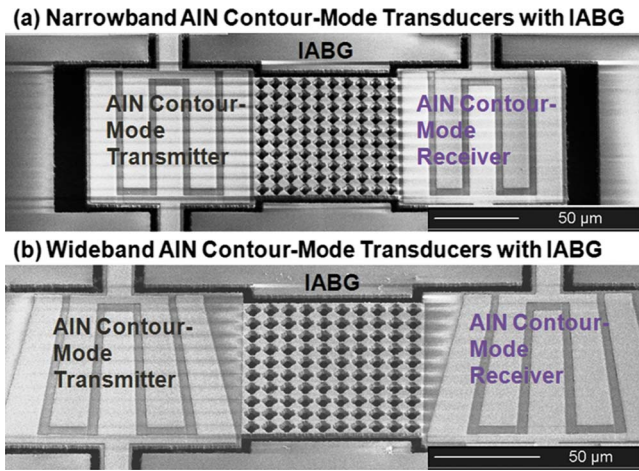 (a) Narrowband AlN Contour-Mode Transducers with IABG
IABG
AlN Contour-
Mode
Transmitter
AlN Contour-
Mode
Receiver
50 µm
(b) Wideband AlN Contour-Mode Transducers with IABG
IABG
AlN Contour-
Mode
Transmitter
AlN Contour-
Mode
Receiver
50 µm